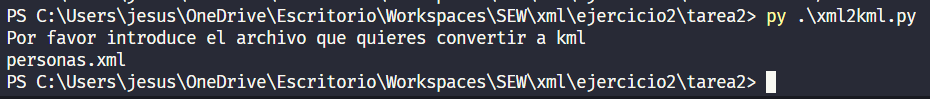 PS C:\Users\jesus\OneDrive\Escritorio\Workspaces\SEW\xml\ejercicio2\tarea2> py .\xml2kml.py
Por favor introduce el archivo que quieres convertir a kml
personas.xml
PS C:\Users\jesus\OneDrive\Escritorio\Workspaces\SEW\xml\ejercicio2\tarea2>